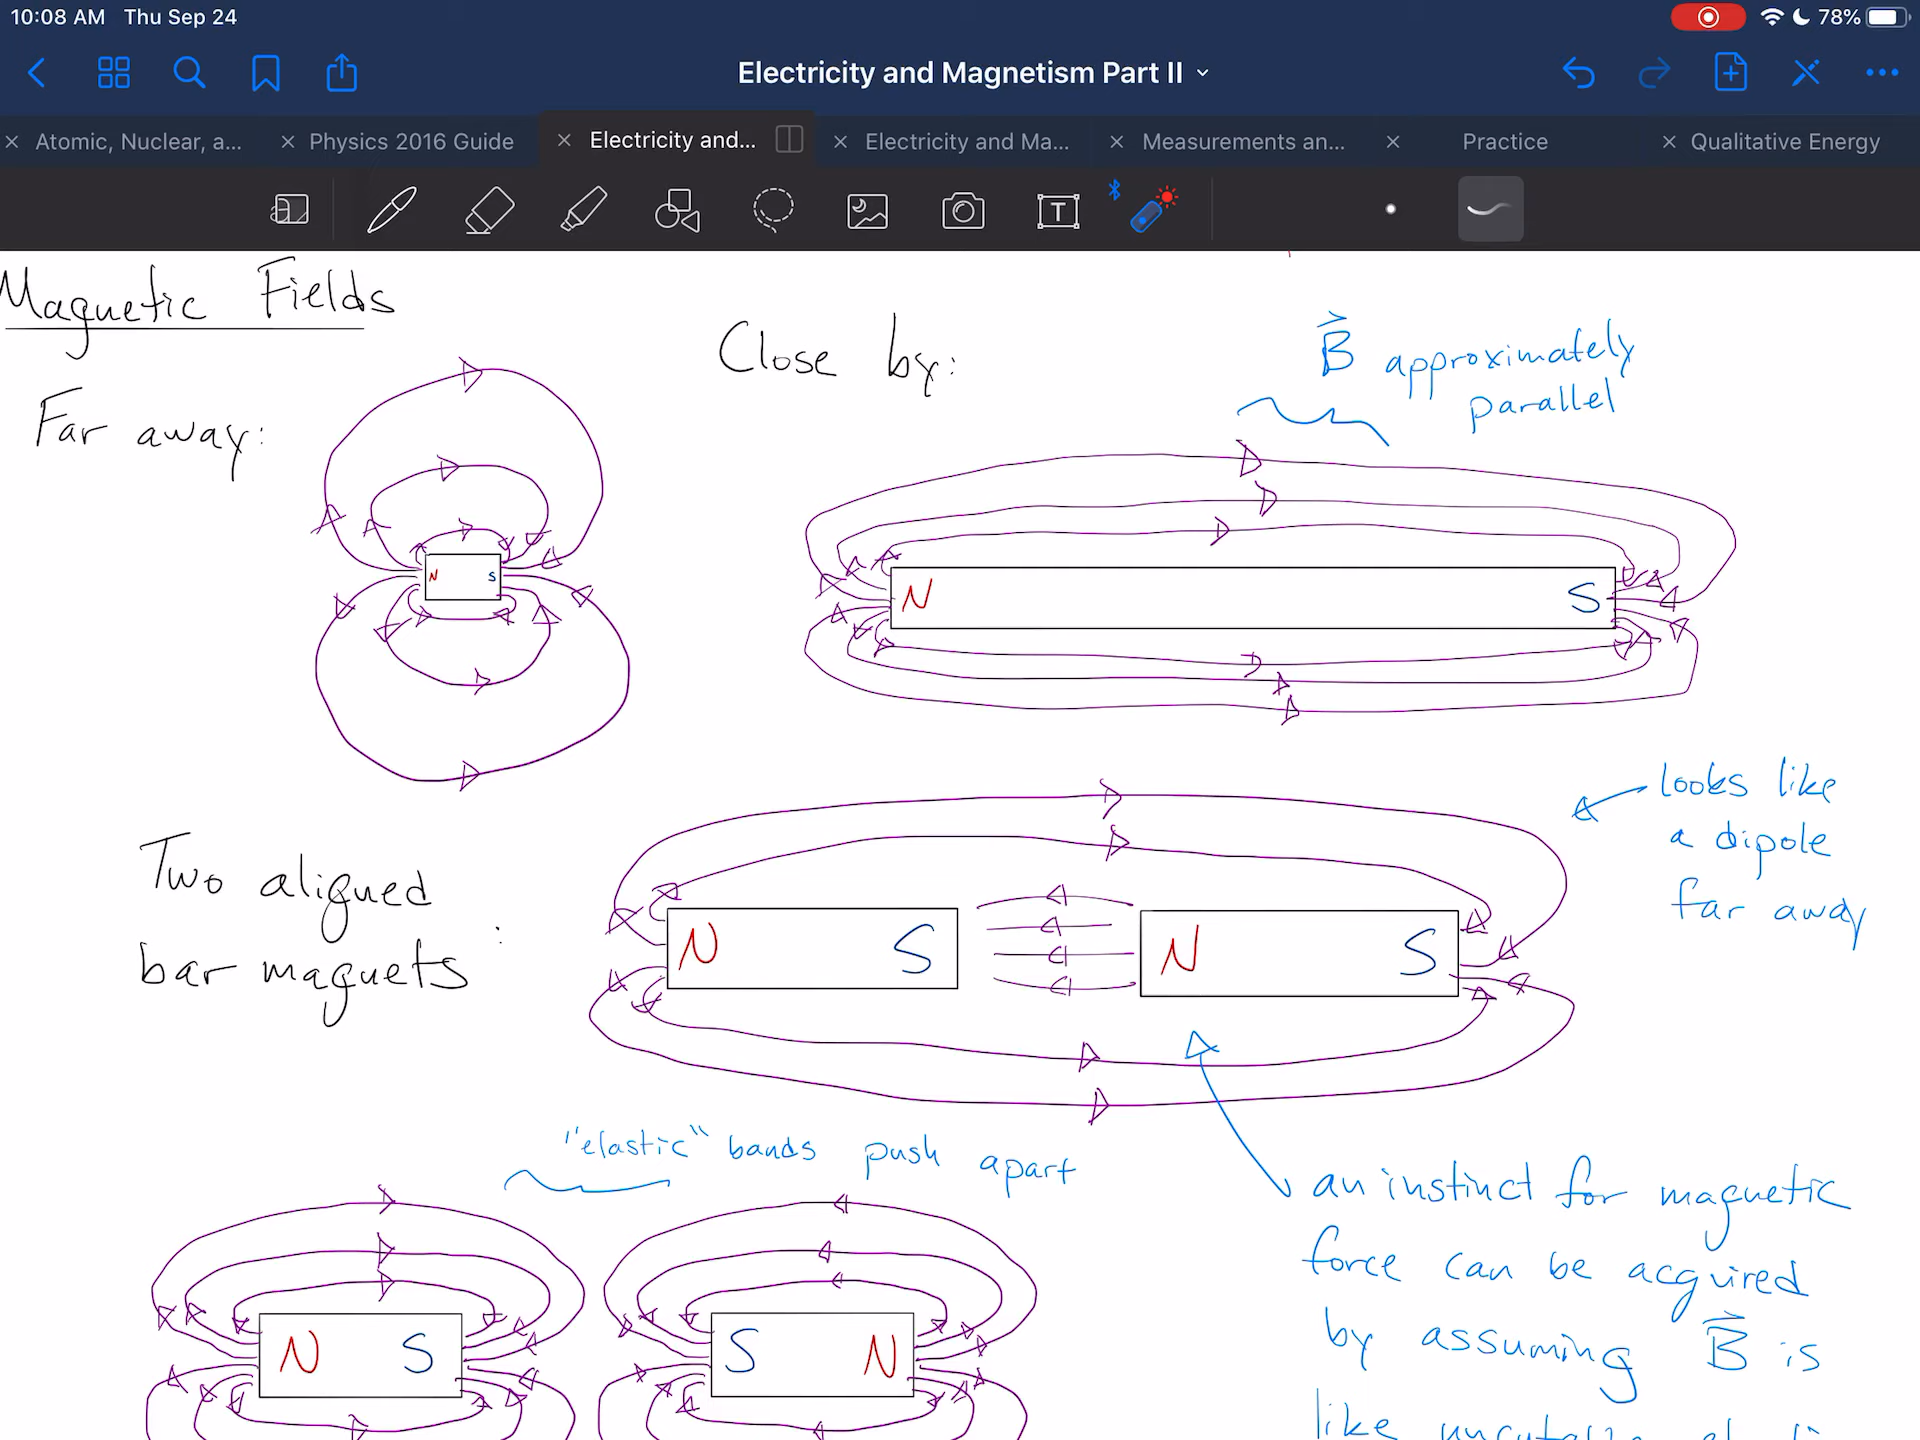 10:08 AM Thu Sep 24
78%
Electricity and Magnetism Part II
Atomic, Nuclear, a...
Physics 2016 Guide
Electricity and...
Electricity and Ma...
Measurements an...
Practice
Qualitative Energy
T
Magnetic Fields
Far away:
N S
Close by:
B approximately
parallel
N S
Two aligned
bar magnets :
N S
N S
looks like
a dipole
far away
"elastic" bands push apart
N S
S N
an instinct for magnetic
force can be acquired
by assuming B is
like